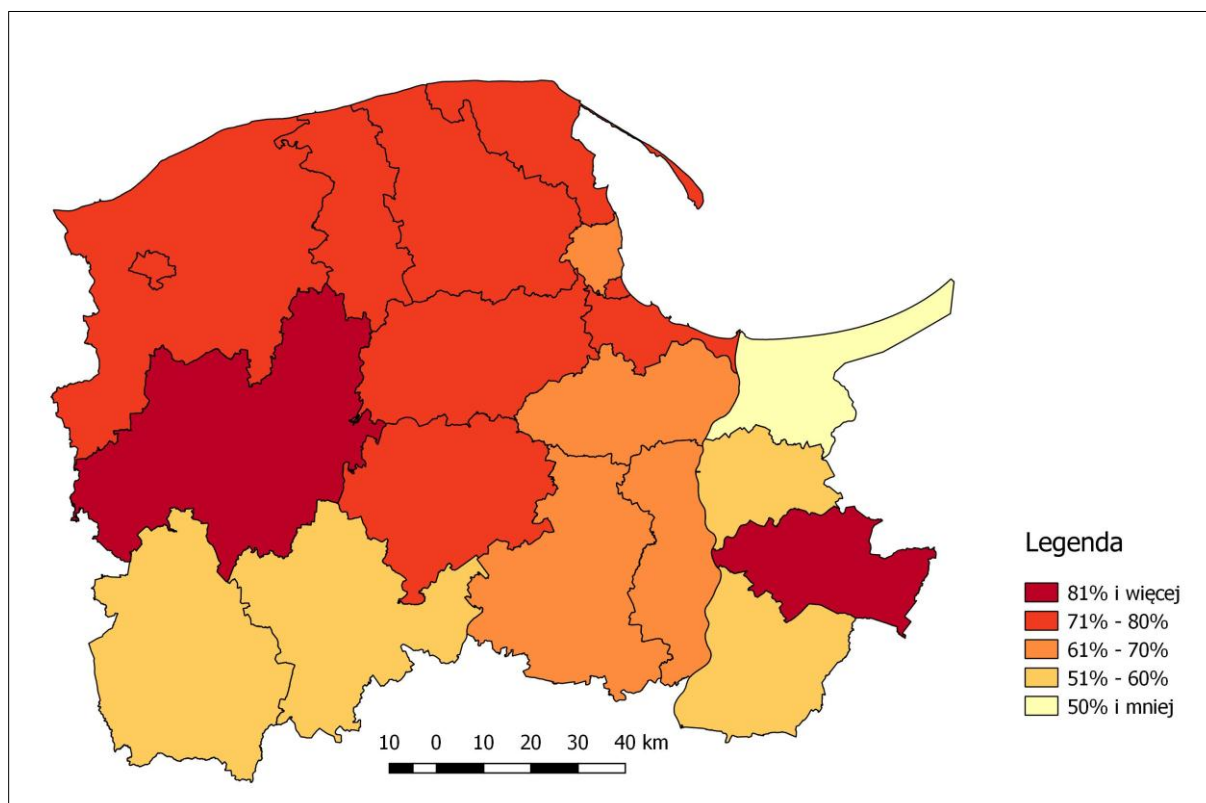 Legenda
81% i więcej
71% - 80%
61% - 70%
51% - 60%
50% i mniej
10 0 10 20 30 40 km